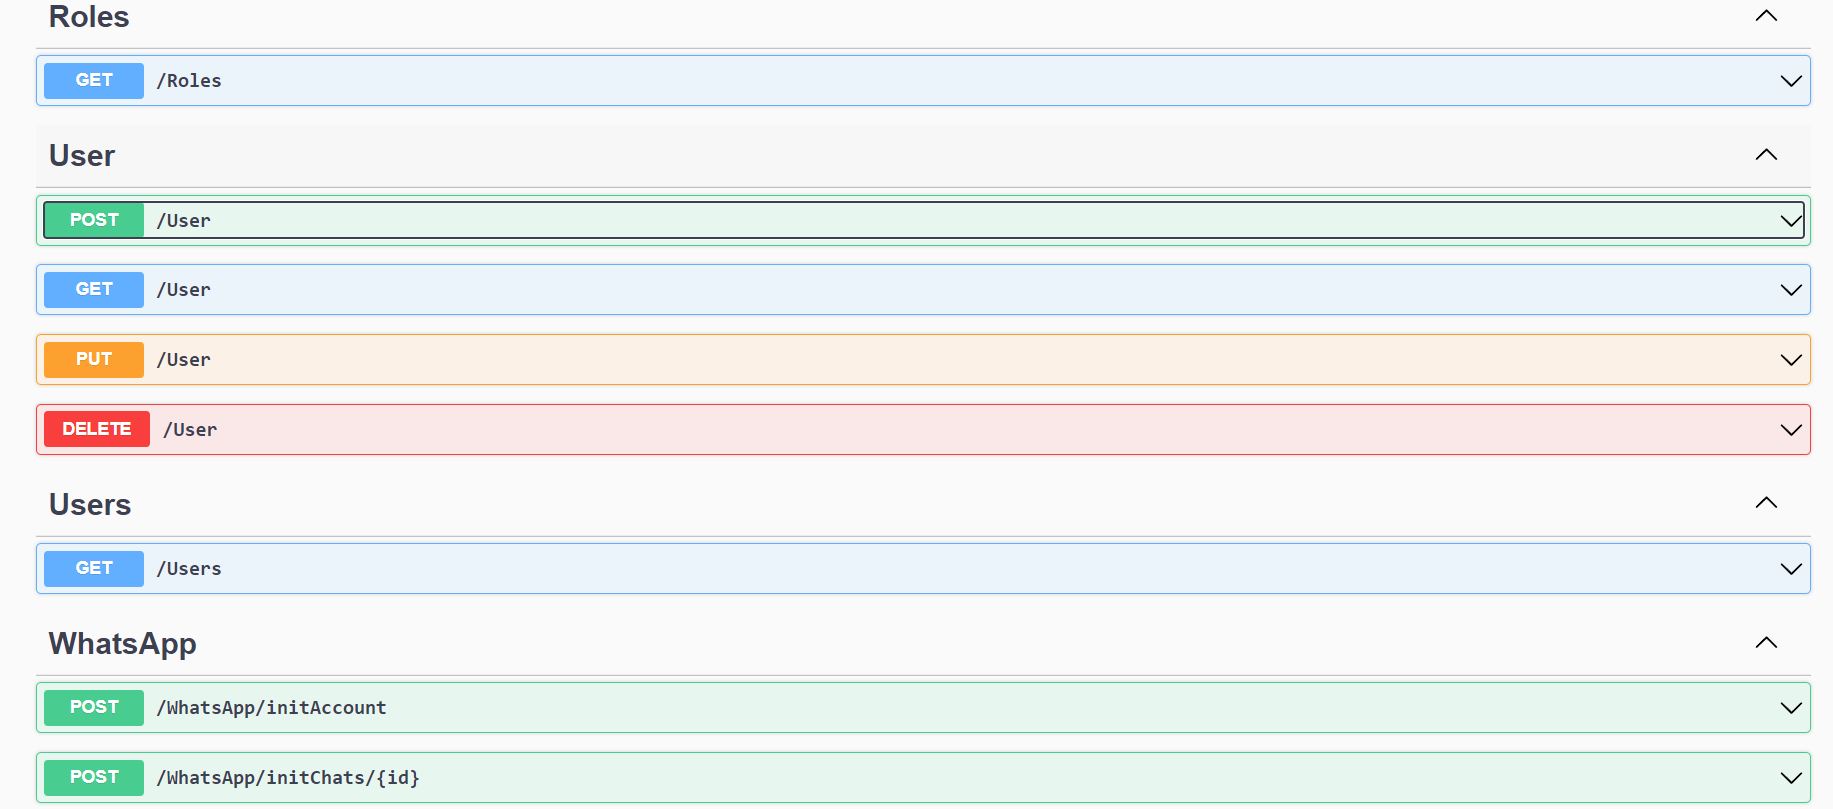 Roles
GET /Roles
User
POST /User
GET /User
PUT /User
DELETE /User
Users
GET /Users
WhatsApp
POST /WhatsApp/initAccount
POST /WhatsApp/initChats/{id}